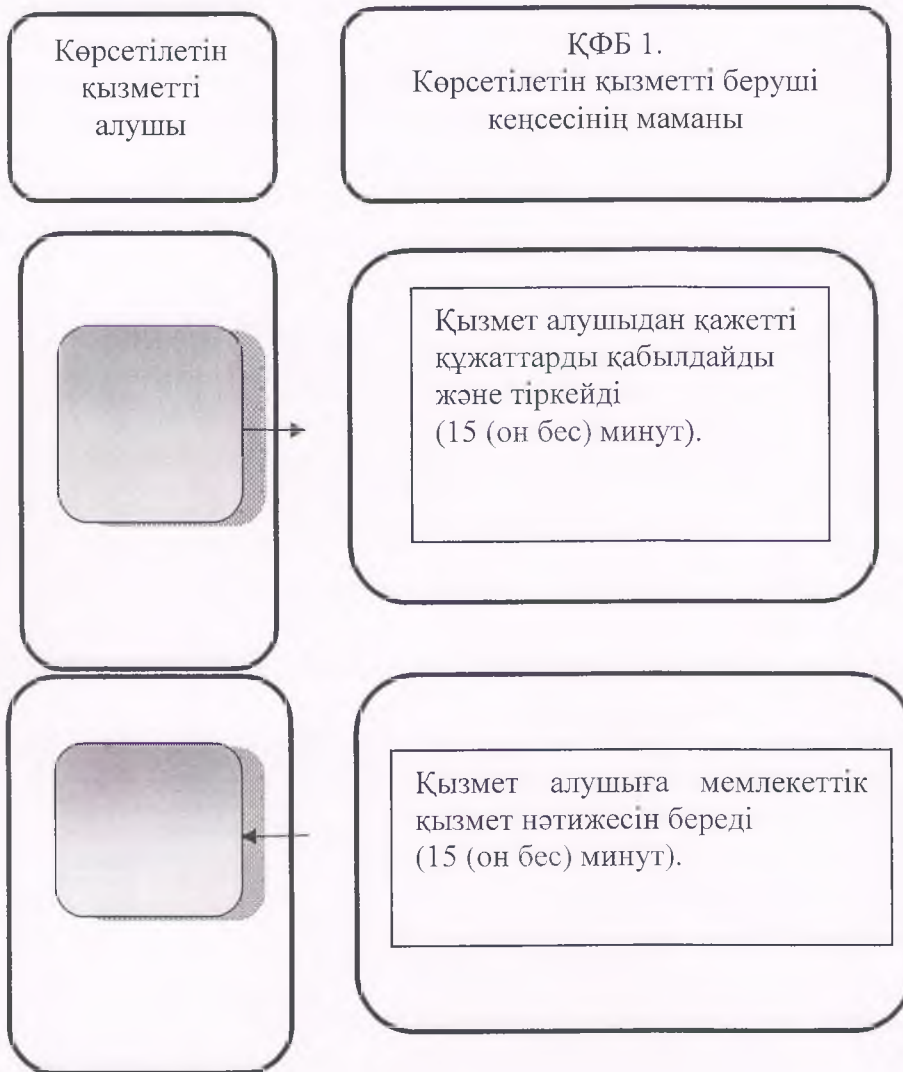 Көрсетілетін
қызметті
алушы
ҚФБ 1.
Көрсетілетін қызметті беруші
кеңсесінің маманы
Қызмет алушыдан қажетті
құжаттарды қабылдайды
және тіркейді
(15 (он бес) минут).
Қызмет алушыға мемлекеттік
қызмет нәтижесін береді
(15 (он бес) минут).